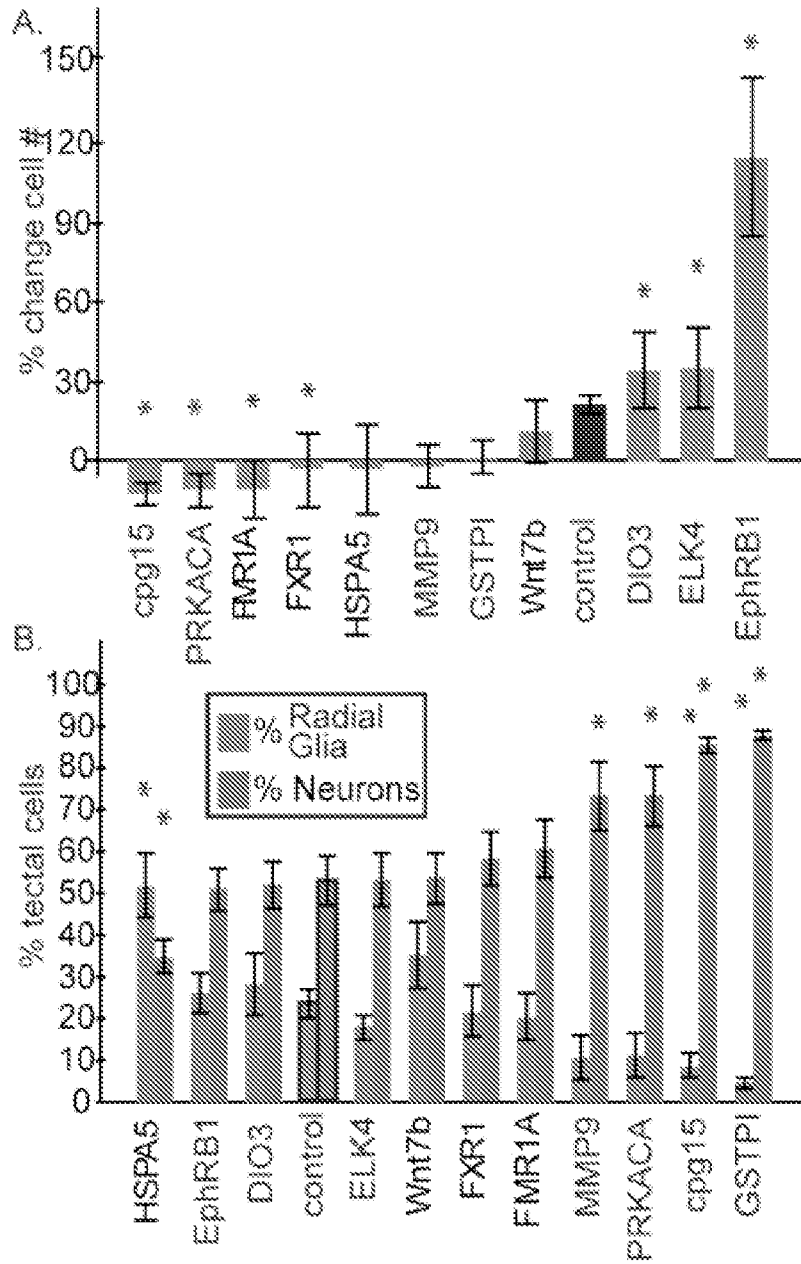 A.
% change cell #
150
120
90
60
30
0
* * * * * * *
cpg15 PRKACA FMR1A FXR1 HSPA5 MMP9 GSTPI Wnt7b control DIO3 ELK4 EphRB1
B.
% tectal cells
100
90
80
70
60
50
40
30
20
10
0
% Radial
Glia
% Neurons
* * * * * * * *
HSPA5 EphRB1 DIO3 control ELK4 Wnt7b FXR1 FMR1A MMP9 PRKACA cpg15 GSTPI